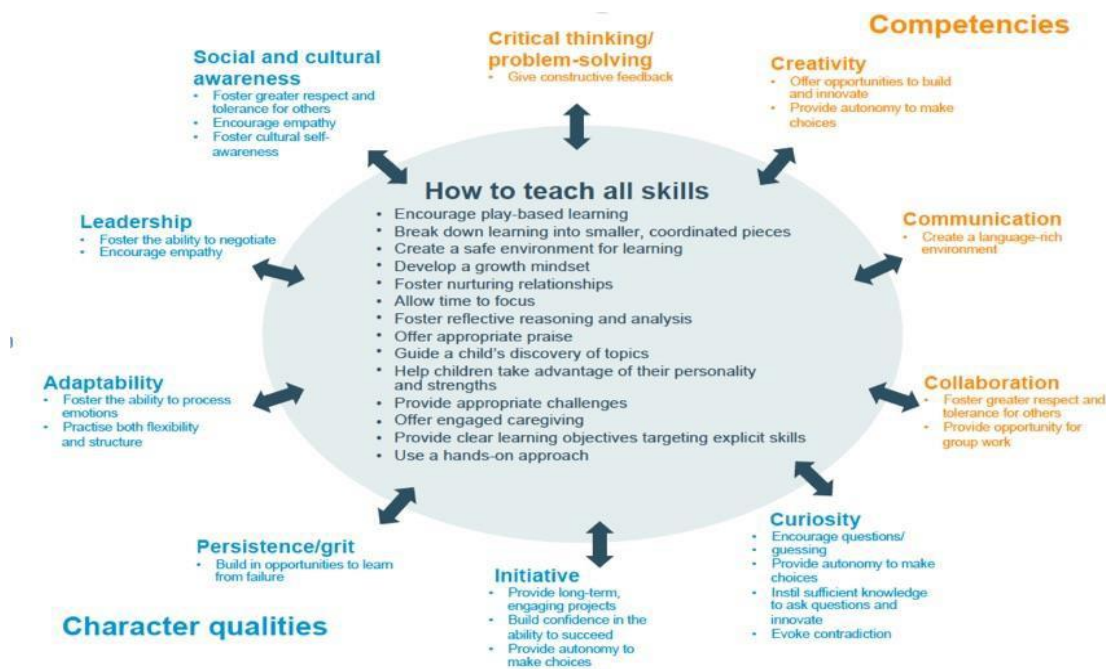 Competencies
Social and cultural
awareness
• Foster greater respect and
tolerance for others
• Encourage empathy
• Foster cultural self-
awareness
Critical thinking/
problem-solving
• Give constructive feedback
Creativity
• Offer opportunities to build
and innovate
• Provide autonomy to make
choices
Leadership
• Foster the ability to negotiate
• Encourage empathy
How to teach all skills
• Encourage play-based learning
• Break down learning into smaller, coordinated pieces
• Create a safe environment for learning
• Develop a growth mindset
• Foster nurturing relationships
• Allow time to focus
• Foster reflective reasoning and analysis
• Offer appropriate praise
• Guide a child's discovery of topics
• Help children take advantage of their personality
and strengths
• Provide appropriate challenges
• Offer engaged caregiving
• Provide clear learning objectives targeting explicit skills
• Use a hands-on approach
Communication
• Create a language-rich
environment
Adaptability
• Foster the ability to process
emotions
• Practise both flexibility
and structure
Collaboration
• Foster greater respect and
tolerance for others
• Provide opportunity for
group work
Persistence/grit
• Build in opportunities to learn
from failure
Initiative
• Provide long-term,
engaging projects
• Build confidence in the
ability to succeed
• Provide autonomy to
make choices
Curiosity
• Encourage questions/
• guessing
• Provide autonomy to make
choices
• Instil sufficient knowledge
to ask questions and
innovate
• Evoke contradiction
Character qualities